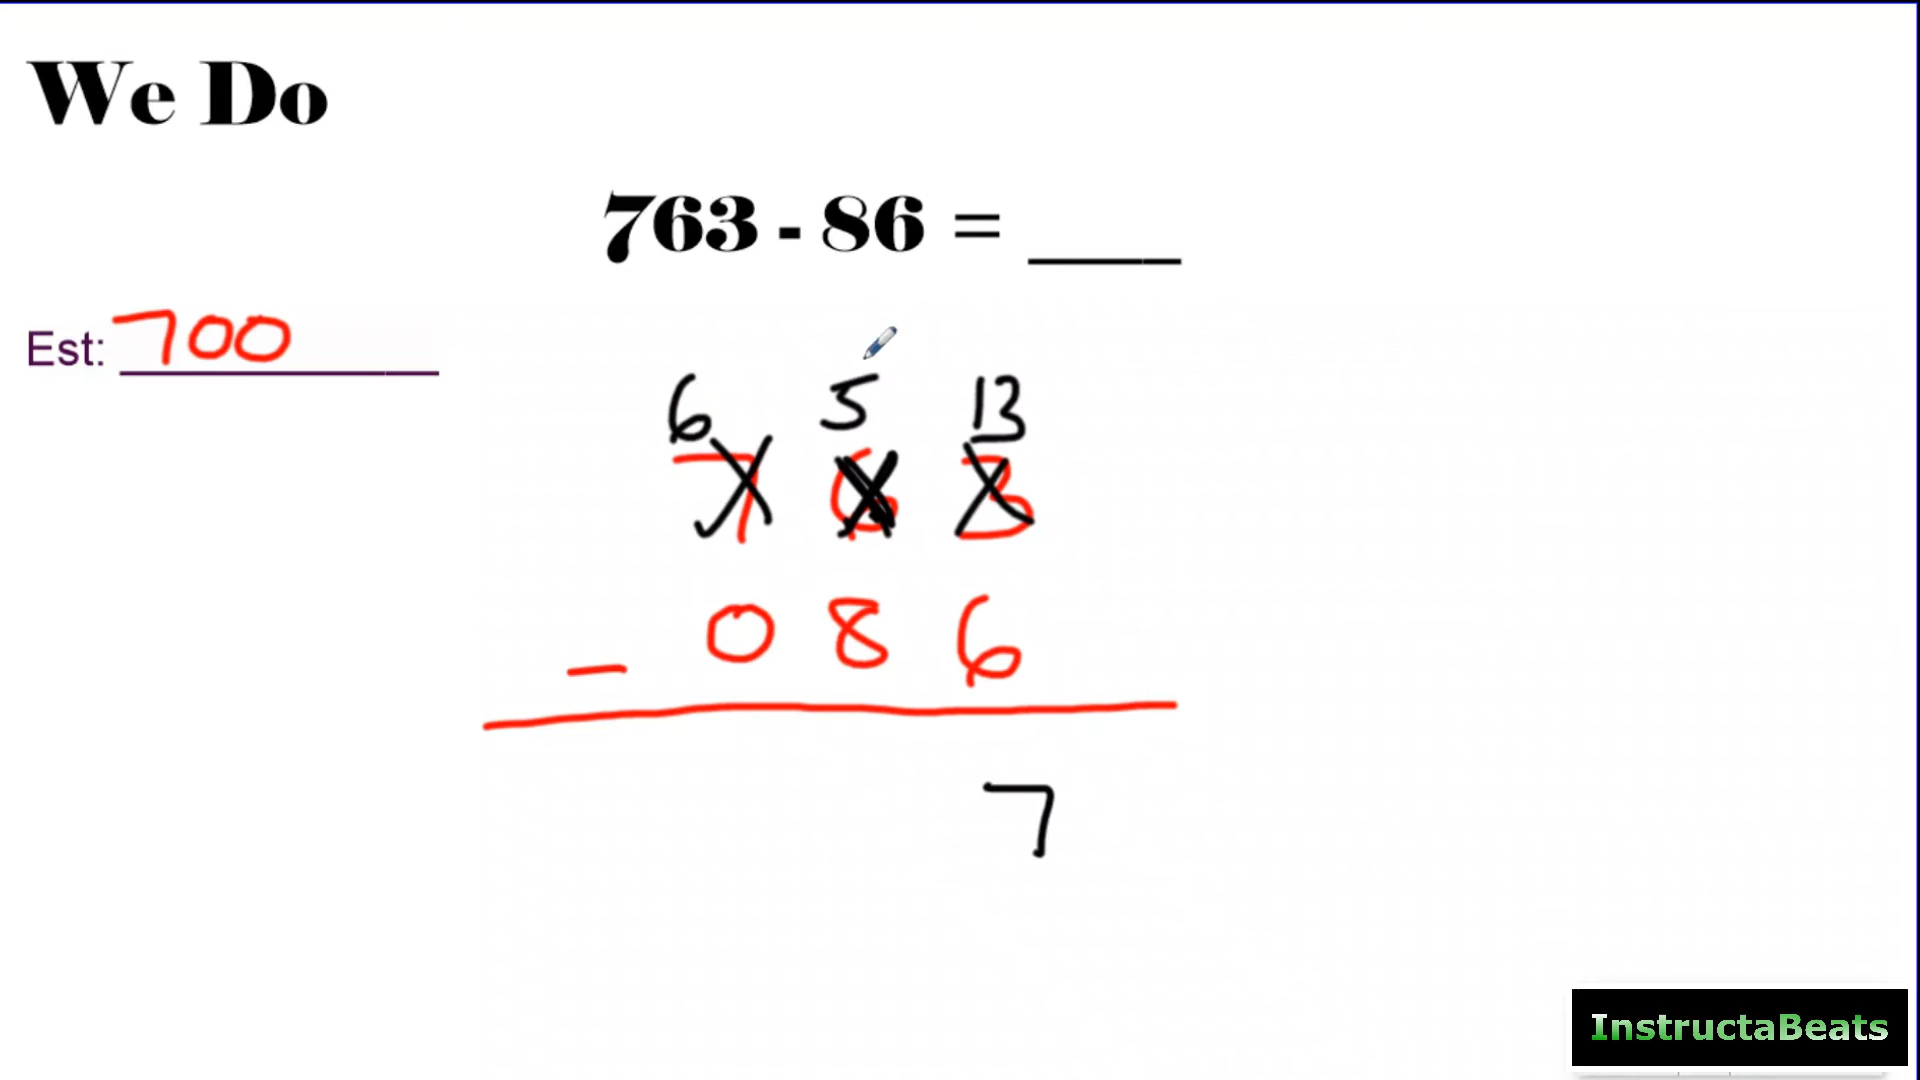 We Do
763 - 86 = ____
Est: 700
6 5 13
7 6 3
- 0 8 6
7
InstructaBeats